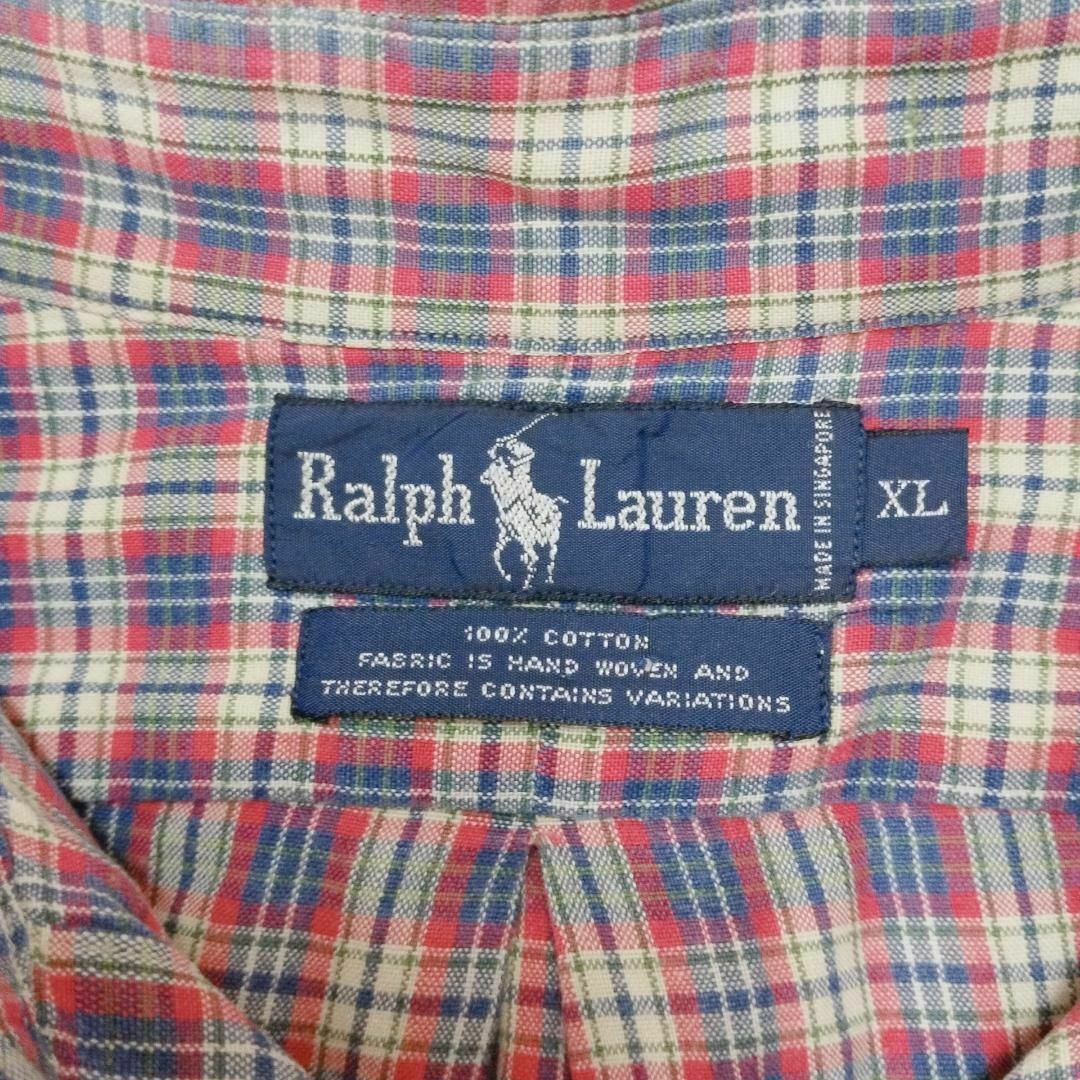 Ralph Lauren
MADE IN SINGAPORE
XL
100% COTTON
FABRIC IS HAND WOVEN AND
THEREFORE CONTAINS VARIATIONS